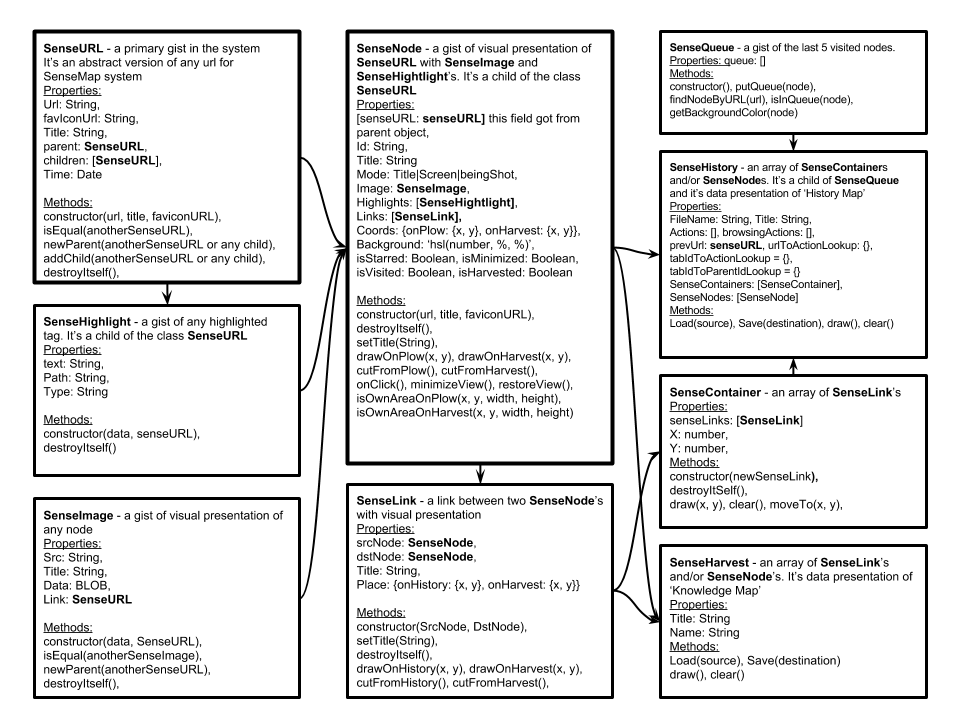 SenseURL - a primary gist in the system
It's an abstract version of any url for
SenseMap system
Properties:
Url: String,
favIconUrl: String,
Title: String,
parent: SenseURL,
children: [SenseURL],
Time: Date
Methods:
constructor(url, title, faviconURL),
isEqual(anotherSenseURL),
newParent(anotherSenseURL or any child),
addChild(anotherSenseURL or any child),
destroyItself(),
SenseHighlight - a gist of any highlighted
tag. It's a child of the class SenseURL
Properties:
text: String,
Path: String,
Type: String
Methods:
constructor(data, senseURL),
destroyItself()
SenseImage - a gist of visual presentation of
any node
Properties:
Src: String,
Title: String,
Data: BLOB,
Link: SenseURL
Methods:
constructor(data, SenseURL),
isEqual(anotherSenseImage),
newParent(anotherSenseURL),
destroyItself(),
SenseNode - a gist of visual presentation of
SenseURL with SenseImage and
SenseHightlight's. It's a child of the class
SenseURL
Properties:
[senseURL: senseURL] this field got from
parent object,
Id: String,
Title: String
Mode: Title|Screen|beingShot,
Image: SenseImage,
Highlights: [SenseHightlight],
Links: [SenseLink],
Coords: {onPlow: {x, y}, onHarvest: {x, y}},
Background: 'hsl(number, %, %)',
isStarred: Boolean, isMinimized: Boolean,
isVisited: Boolean, isHarvested: Boolean
Methods:
constructor(url, title, faviconURL),
destroyItself(),
setTitle(String),
drawOnPlow(x, y), drawOnHarvest(x, y),
cutFromPlow(), cutFromHarvest(),
onClick(), minimizeView(), restoreView(),
isOwnAreaOnPlow(x, y, width, height),
isOwnAreaOnHarvest(x, y, width, height)
SenseLink - a link between two SenseNode's
with visual presentation
Properties:
srcNode: SenseNode,
dstNode: SenseNode,
Title: String,
Place: {onHistory: {x, y}, onHarvest: {x, y}}
Methods:
constructor(SrcNode, DstNode),
setTitle(String),
destroyItself(),
drawOnHistory(x, y), drawOnHarvest(x, y),
cutFromHistory(), cutFromHarvest(),
SenseQueue - a gist of the last 5 visited nodes.
Properties: queue: []
Methods:
constructor(), putQueue(node),
findNodeByURL(url), isInQueue(node),
getBackgroundColor(node)
SenseHistory - an array of SenseContainers
and/or SenseNodes. It's a child of SenseQueue
and it's data presentation of 'History Map'
Properties:
FileName: String, Title: String,
Actions: [], browsingActions: [],
prevUrl: senseURL, urlToActionLookup: {},
tabIdToActionLookup = {},
tabIdToParentIdLookup = {}
SenseContainers: [SenseContainer],
SenseNodes: [SenseNode]
Methods:
Load(source), Save(destination), draw(), clear()
SenseContainer - an array of SenseLink's
Properties:
senseLinks: [SenseLink]
X: number,
Y: number,
Methods:
constructor(newSenseLink),
destroyItSelf(),
draw(x, y), clear(), moveTo(x, y),
SenseHarvest - an array of SenseLink's
and/or SenseNode's. It's data presentation of
'Knowledge Map'
Properties:
Title: String
Name: String
Methods:
Load(source), Save(destination)
draw(), clear()